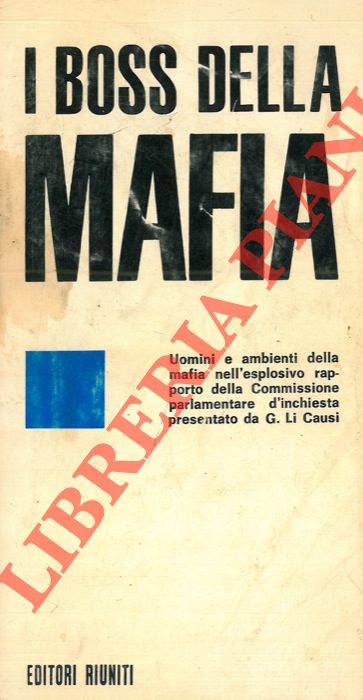 I BOSS DELLA
MAFIA
Uomini e ambienti della
mafia nell'esplosivo rap-
porto della Commissione
parlamentare d'inchiesta
presentato da G. Li Causi
EDITORI RIUNITI
LIBRERIA PIANI